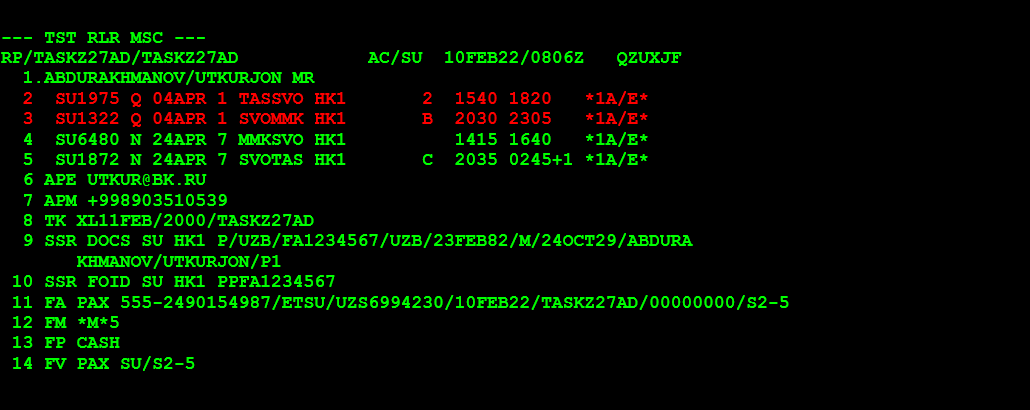 --- TST RLR MSC ---
RP/TASKZ27AD/TASKZ27AD            AC/SU  10FEB22/0806Z   QZUXJF
  1.ABDURAKHMANOV/UTKURJON MR
  2  SU1975 Q 04APR 1 TASSVO HK1       2  1540 1820   *1A/E*
  3  SU1322 Q 04APR 1 SVOMMK HK1       B  2030 2305   *1A/E*
  4  SU6480 N 24APR 7 MMKSVO HK1          1415 1640   *1A/E*
  5  SU1872 N 24APR 7 SVOTAS HK1       C  2035 0245+1 *1A/E*
  6 APE UTKUR@BK.RU
  7 APM +998903510539
  8 TK XL11FEB/2000/TASKZ27AD
  9 SSR DOCS SU HK1 P/UZB/FA1234567/UZB/23FEB82/M/24OCT29/ABDURA
       KHMANOV/UTKURJON/P1
 10 SSR FOID SU HK1 PPFA1234567
 11 FA PAX 555-2490154987/ETSU/UZS6994230/10FEB22/TASKZ27AD/00000000/S2-5
 12 FM *M*5
 13 FP CASH
 14 FV PAX SU/S2-5